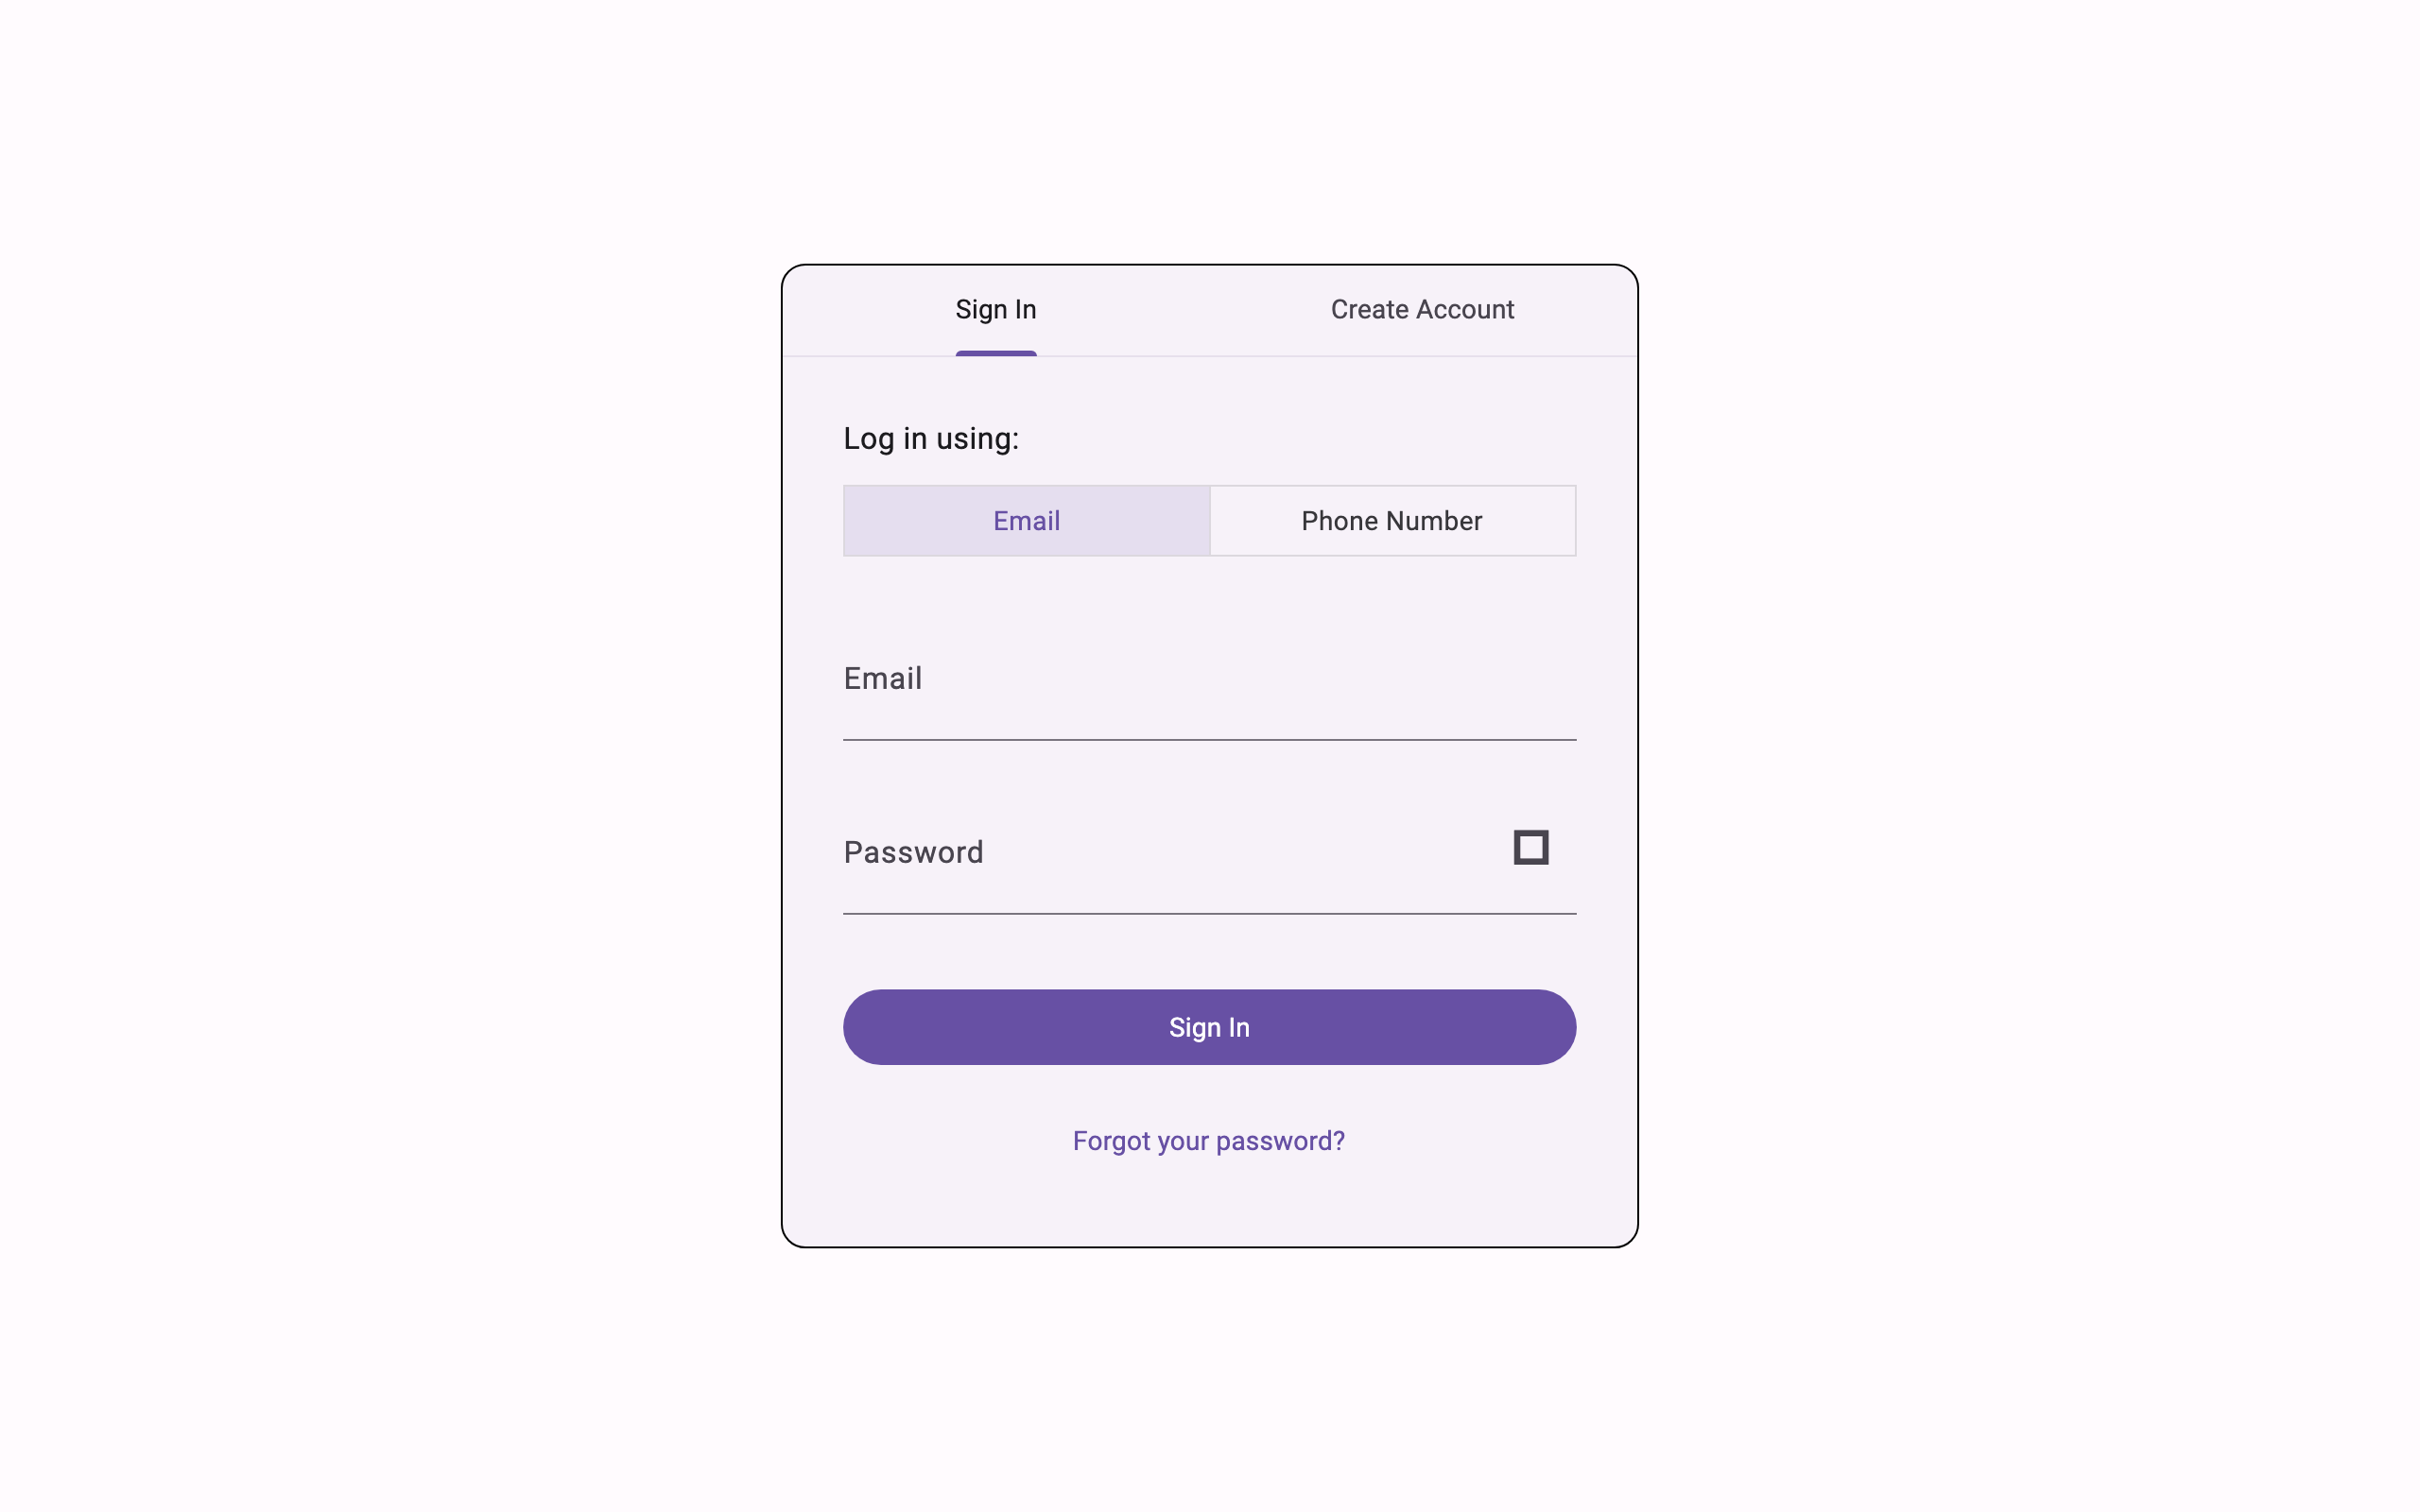 Sign In
Create Account
Log in using:
Email
Phone Number
Email
Password
Sign In
Forgot your password?